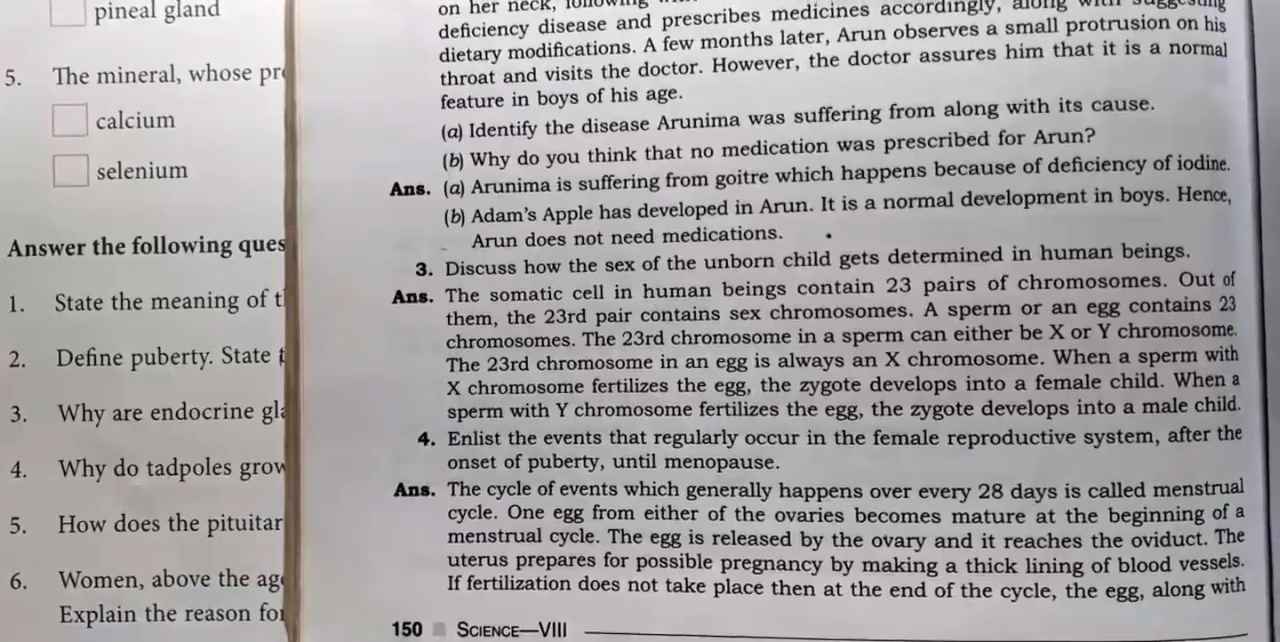 pineal gland
5. The mineral, whose
calcium
selenium
Answer the following
1. State the meaning of
2. Define puberty. State
3. Why are endocrine
4. Why do tadpoles
5. How does the
6. Women, above the
Explain the reason
on her neck,
deficiency disease and prescribes medicines accordingly, along with suggesting
dietary modifications. A few months later, Arun observes a small protrusion on his
throat and visits the doctor. However, the doctor assures him that it is a normal
feature in boys of his age.
(a) Identify the disease Arunima was suffering from along with its cause.
(b) Why do you think that no medication was prescribed for Arun?
Ans. (a) Arunima is suffering from goitre which happens because of deficiency of iodine.
(b) Adam's Apple has developed in Arun. It is a normal development in boys. Hence,
Arun does not need medications.
3. Discuss how the sex of the unborn child gets determined in human beings.
Ans. The somatic cell in human beings contain 23 pairs of chromosomes. Out of
them, the 23rd pair contains sex chromosomes. A sperm or an egg contains 23
chromosomes. The 23rd chromosome in a sperm can either be X or Y chromosome.
The 23rd chromosome in an egg is always an X chromosome. When a sperm with
X chromosome fertilizes the egg, the zygote develops into a female child. When a
sperm with Y chromosome fertilizes the egg, the zygote develops into a male child.
4. Enlist the events that regularly occur in the female reproductive system, after the
onset of puberty, until menopause.
Ans. The cycle of events which generally happens over every 28 days is called menstrual
cycle. One egg from either of the ovaries becomes mature at the beginning of a
menstrual cycle. The egg is released by the ovary and it reaches the oviduct. The
uterus prepares for possible pregnancy by making a thick lining of blood vessels.
If fertilization does not take place then at the end of the cycle, the egg, along with
150 SCIENCE—VIII